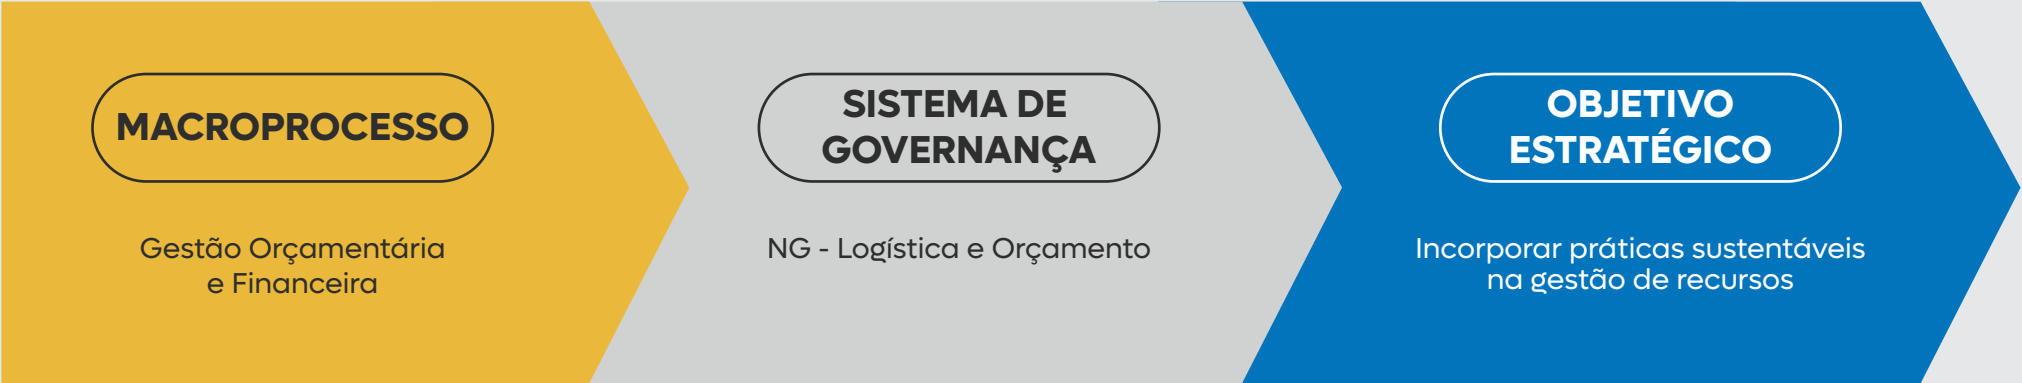 MACROPROCESSO
Gestão Orçamentária
e Financeira
SISTEMA DE
GOVERNANÇA
NG - Logística e Orçamento
OBJETIVO
ESTRATÉGICO
Incorporar práticas sustentáveis
na gestão de recursos